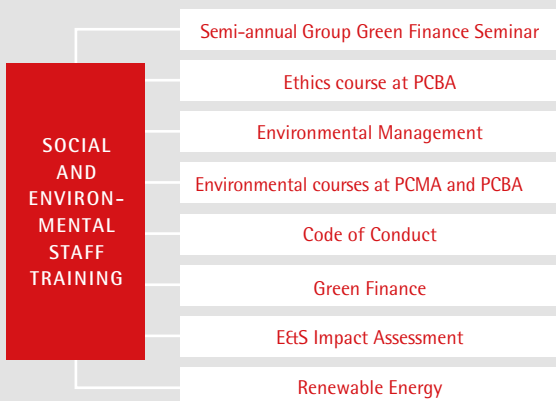 Semi-annual Group Green Finance Seminar
Ethics course at PCBA
Environmental Management
Environmental courses at PCMA and PCBA
Code of Conduct
Green Finance
E&S Impact Assessment
Renewable Energy
SOCIAL
AND
ENVIRON-
MENTAL
STAFF
TRAINING